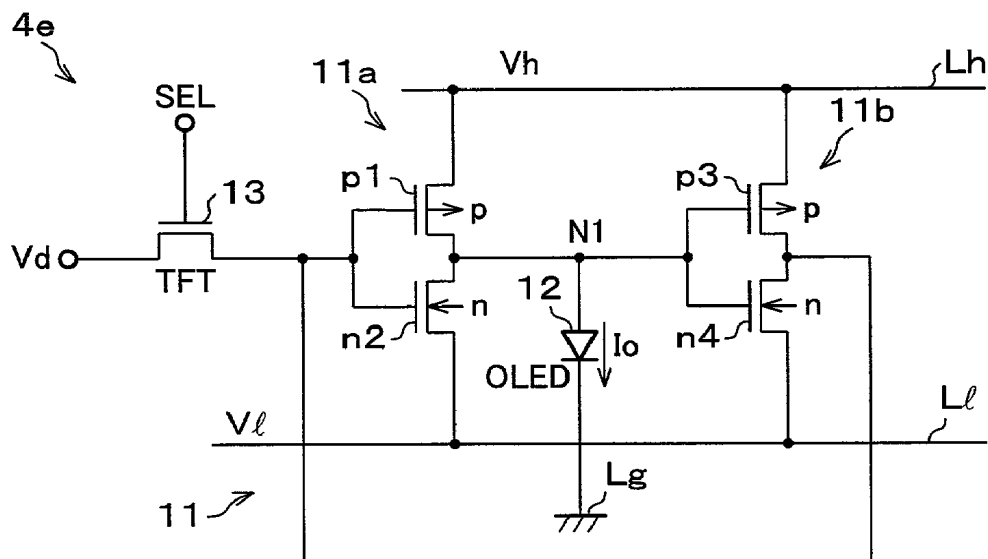 4e
SEL
13
Vd
TFT
11a
Vh
Lh
11b
p1
p
p3
p
N1
n2
n
12
OLED
Io
n4
n
Vℓ
Lℓ
11
Lg